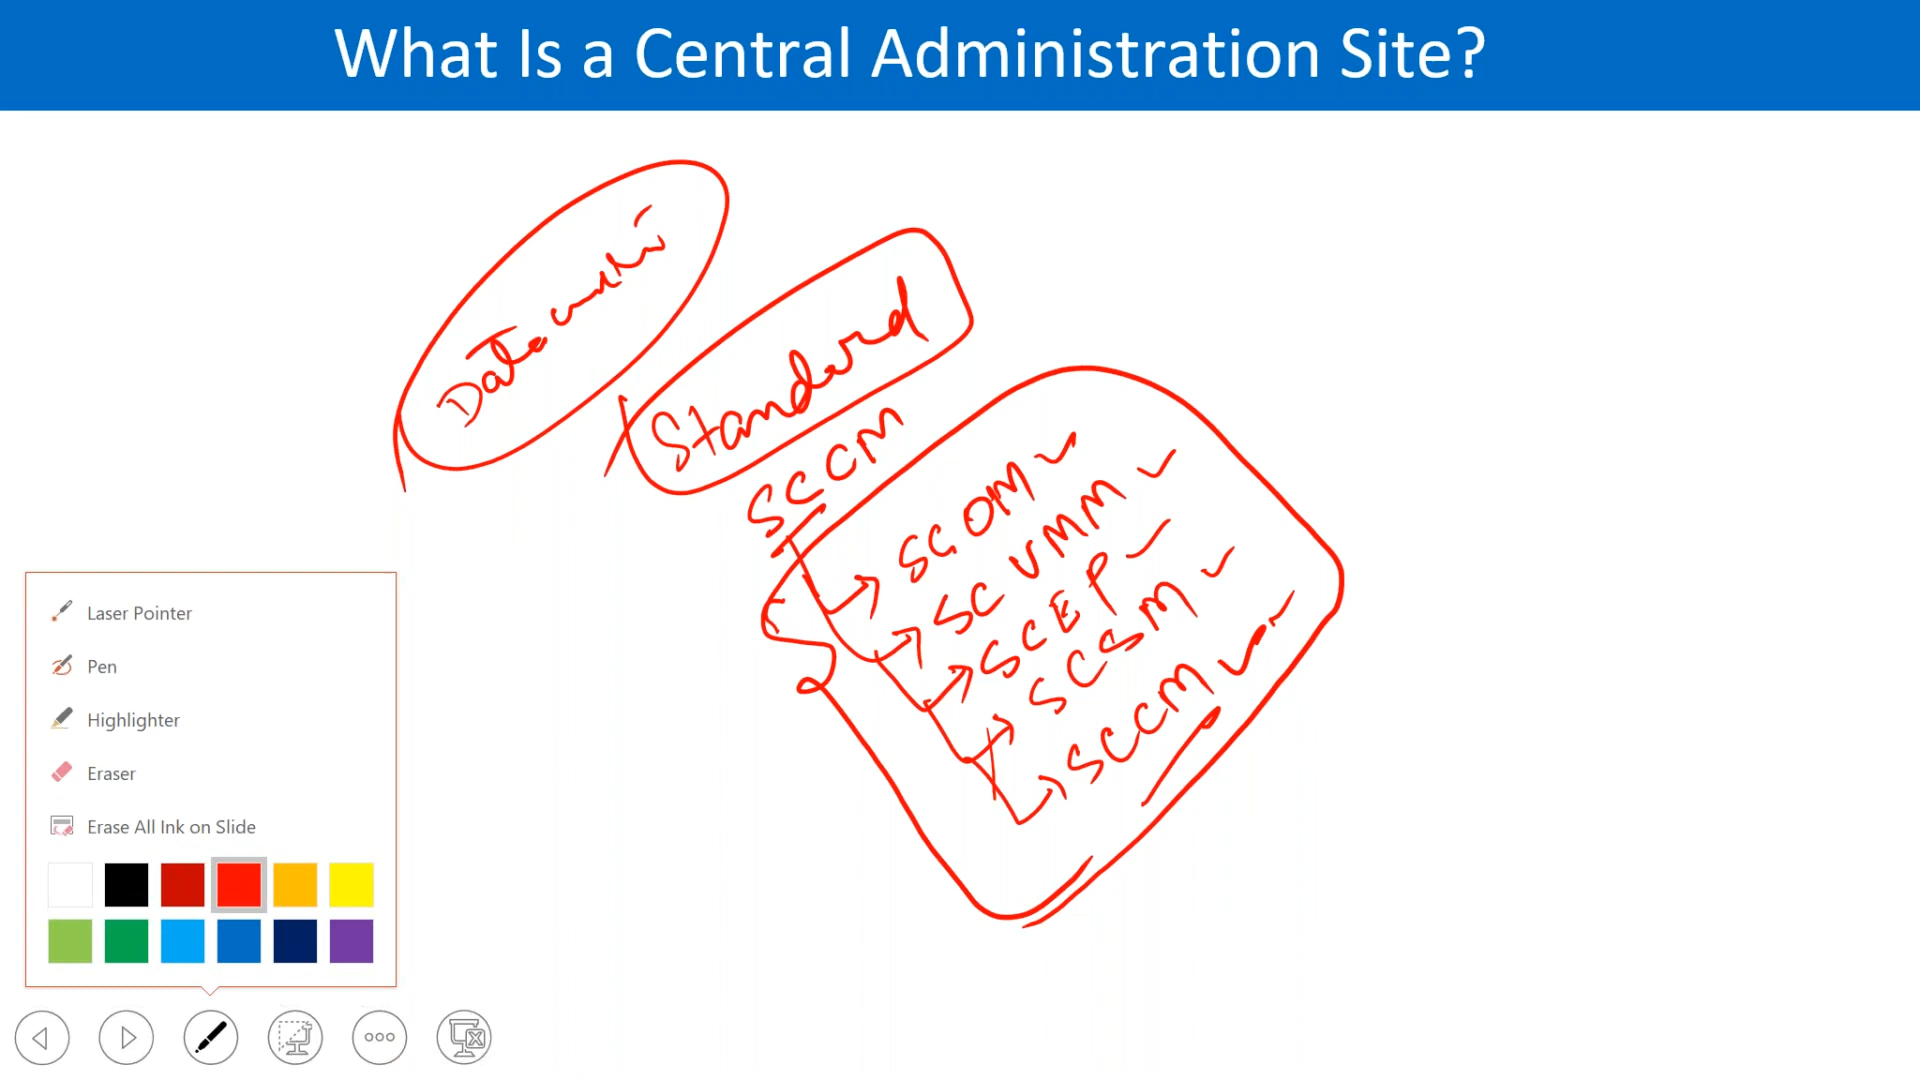 What Is a Central Administration Site?
Standard
SCCM
SCOM
SCVMM
SCEP
SCSM
SCCM
Laser Pointer
Pen
Highlighter
Eraser
Erase All Ink on Slide